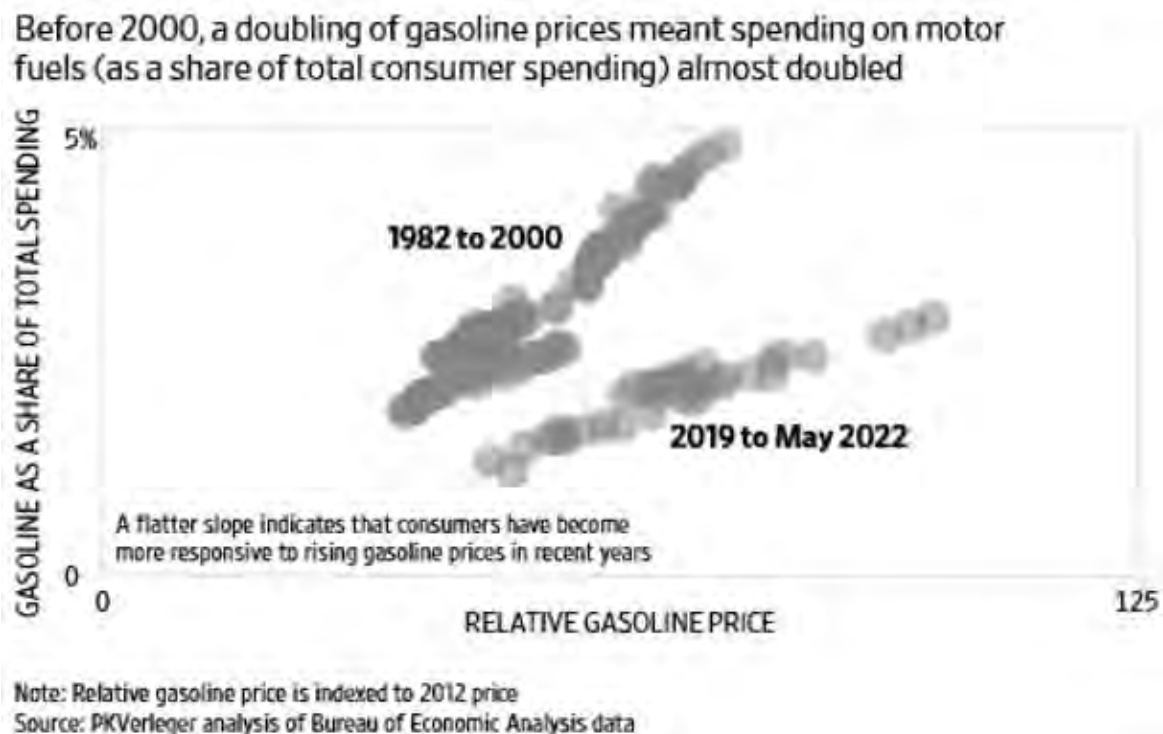 Before 2000, a doubling of gasoline prices meant spending on motor
fuels (as a share of total consumer spending) almost doubled
GASOLINE AS A SHARE OF TOTAL SPENDING
5%
1982 to 2000
2019 to May 2022
A flatter slope indicates that consumers have become
more responsive to rising gasoline prices in recent years
0
0
125
RELATIVE GASOLINE PRICE
Note: Relative gasoline price is indexed to 2012 price
Source: PKVerleger analysis of Bureau of Economic Analysis data